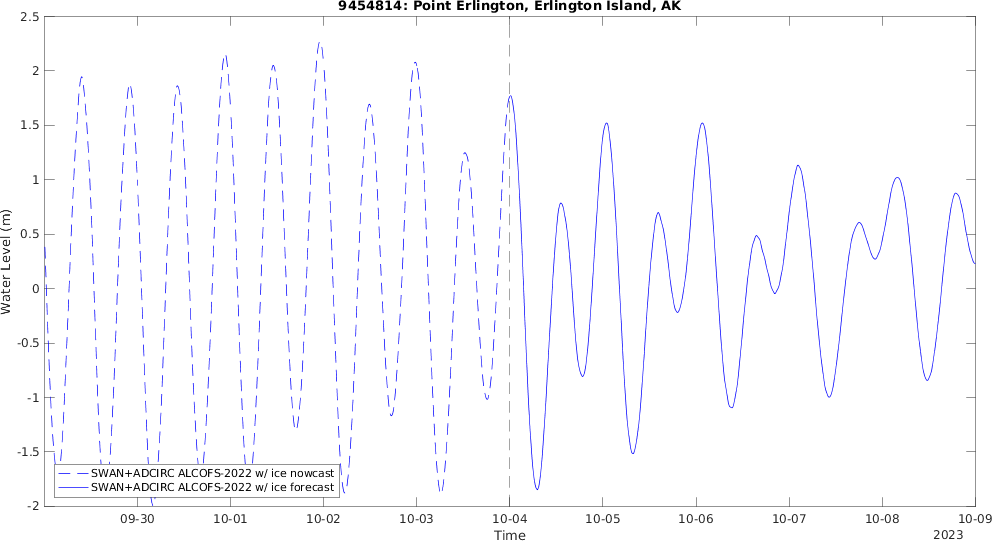 9454814: Point Erlington, Erlington Island, AK
2.5
2
1.5
1
0.5
0
-0.5
-1
-1.5
-2
Water Level (m)
SWAN+ADCIRC ALCOFS-2022 w/ ice nowcast
SWAN+ADCIRC ALCOFS-2022 w/ ice forecast
09-30 10-01 10-02 10-03 10-04 10-05 10-06 10-07 10-08 10-09
Time
2023